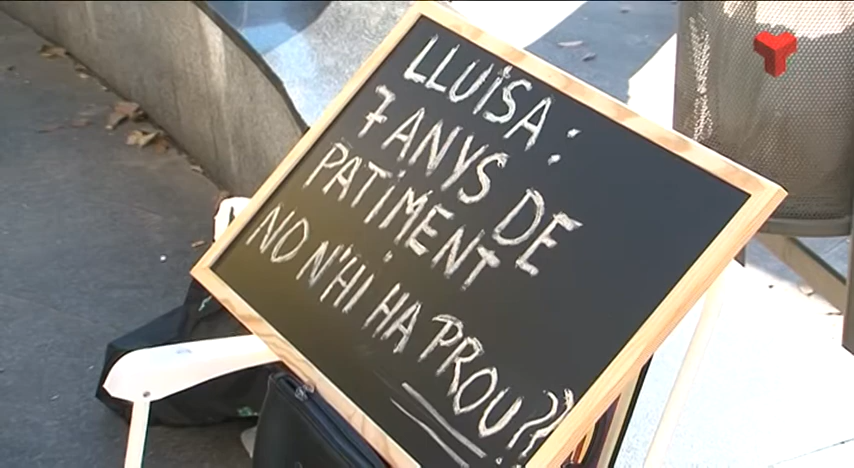 LLUÏSA:
7 ANYS DE
PATIMENT.
NO N'HI HA PROU??